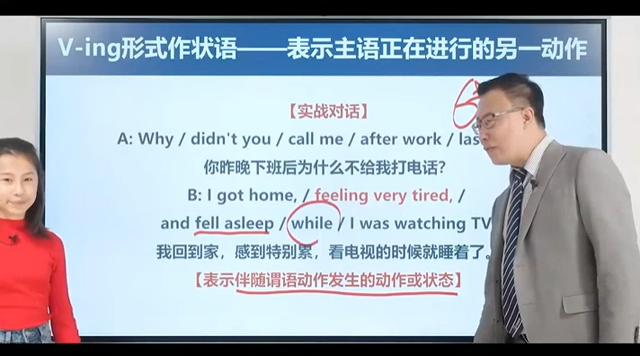 V-ing形式作状语——表示主语正在进行的另一动作
【实战对话】
A: Why / didn't you / call me / after work / las
你昨晚下班后为什么不给我打电话?
B: I got home, / feeling very tired, /
and fell asleep / while / I was watching TV
我回到家，感到特别累，看电视的时候就睡着了。
【表示伴随谓语动作发生的动作或状态】